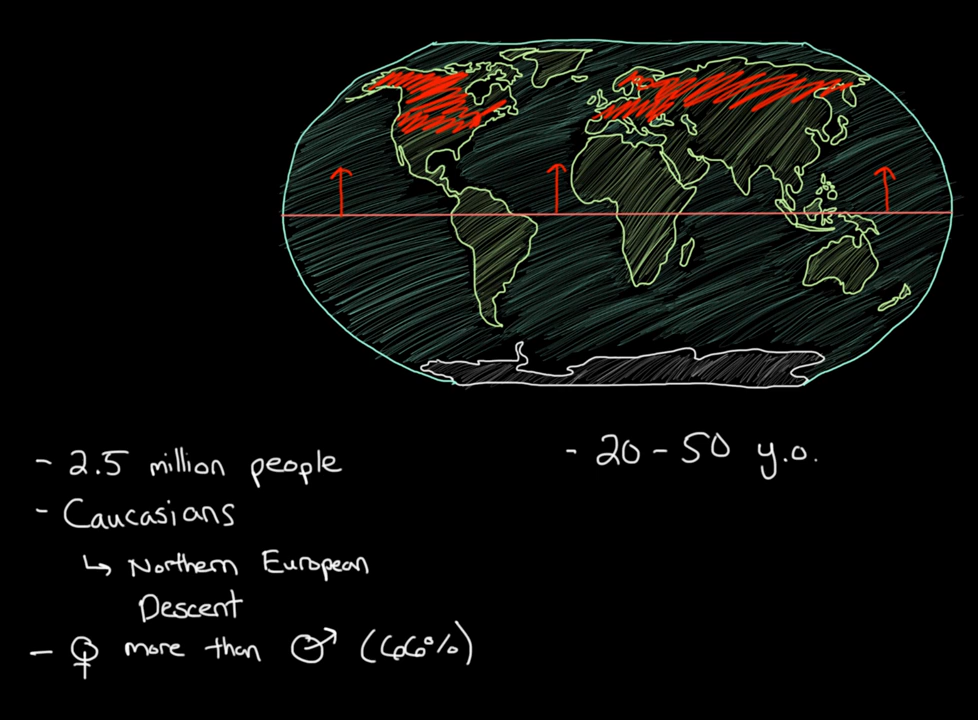 - 2.5 million people
- Caucasians
↳ Northern European
Descent
- ♀ more than ♂ (66%)
- 20-50 y.o.